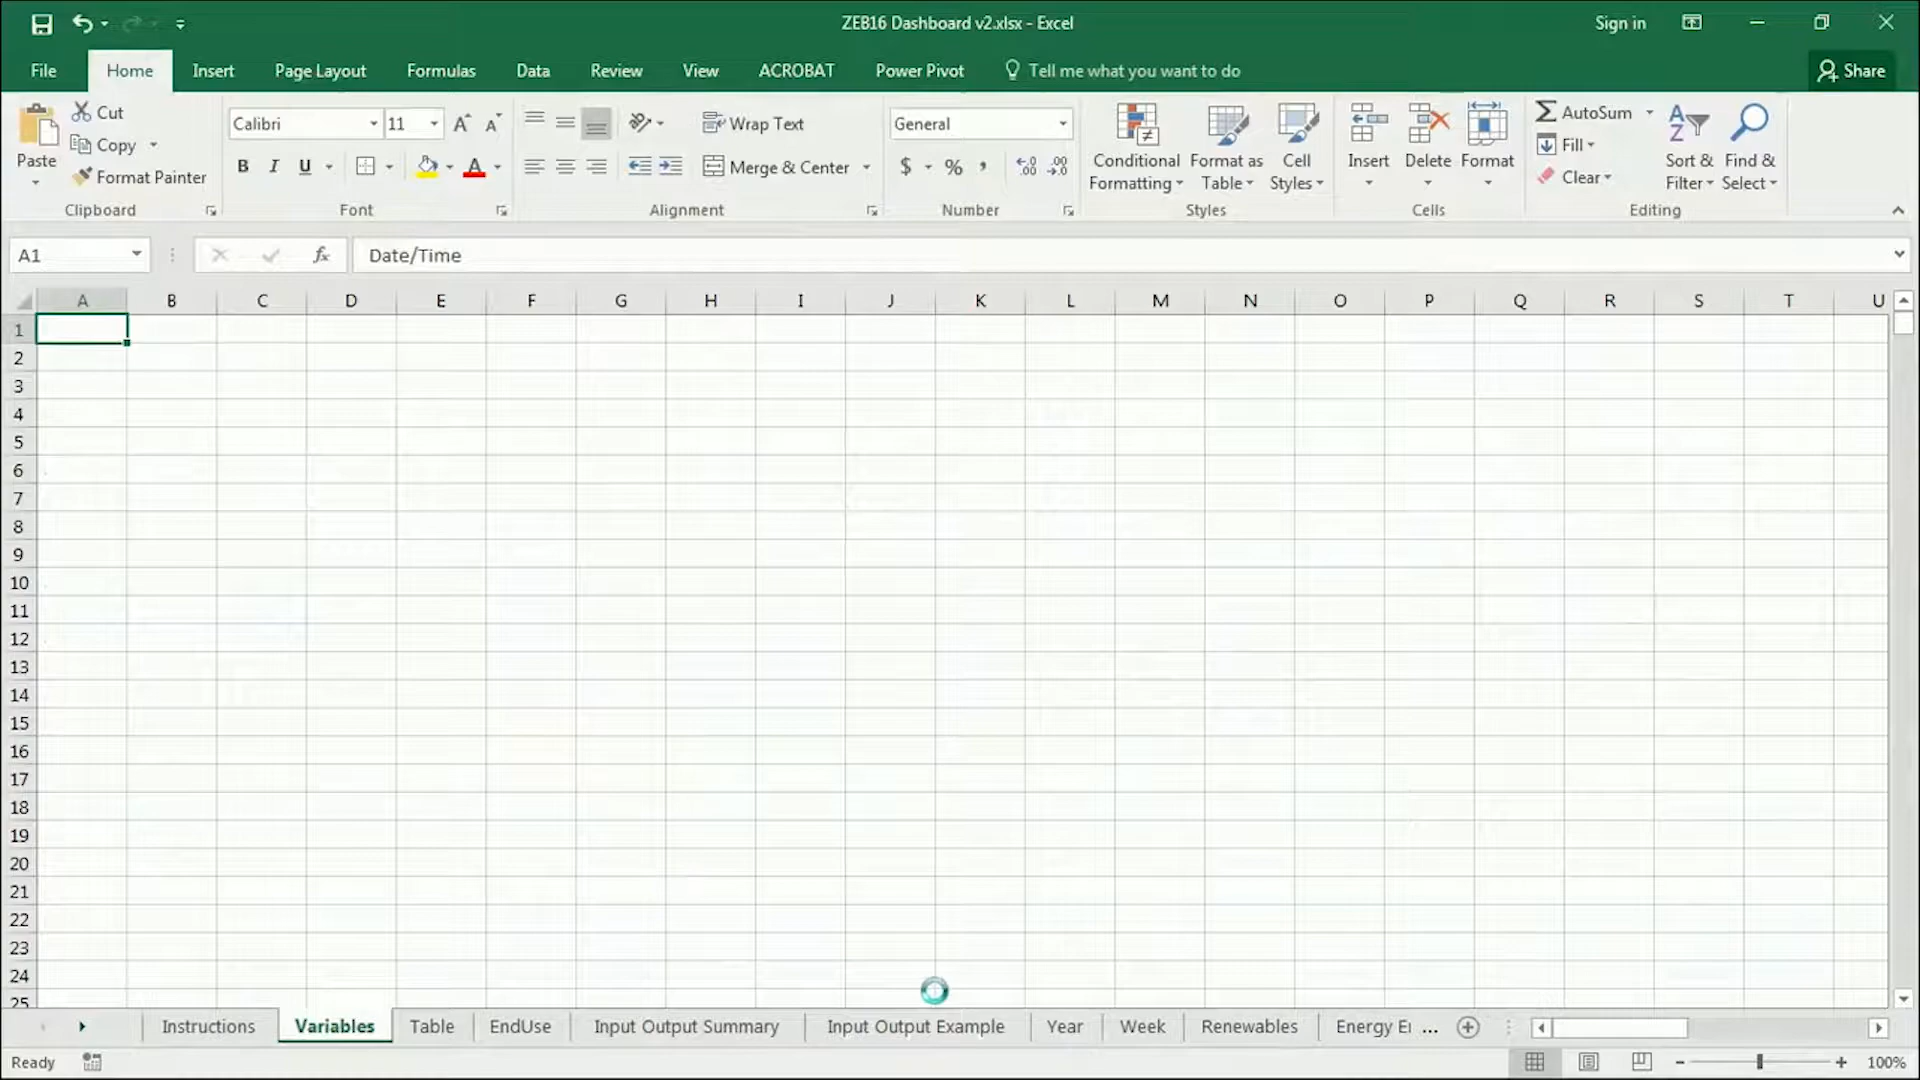 ZEB16 Dashboard v2.xlsx - Excel
Sign in
File Home Insert Page Layout Formulas Data Review View ACROBAT Power Pivot Tell me what you want to do Share
Paste
Cut
Copy
Format Painter
Clipboard
Calibri 11
B I U A
Font
Wrap Text
Merge & Center
Alignment
General
$ % ,
Number
Conditional Formatting
Format as Table
Cell Styles
Styles
Insert
Delete
Format
Cells
AutoSum
Fill
Clear
Sort & Filter
Find & Select
Editing
A1 fx Date/Time
A B C D E F G H I J K L M N O P Q R S T U
1
2
3
4
5
6
7
8
9
10
11
12
13
14
15
16
17
18
19
20
21
22
23
24
25
Instructions Variables Table EndUse Input Output Summary Input Output Example Year Week Renewables Energy Er ...
Ready 100%